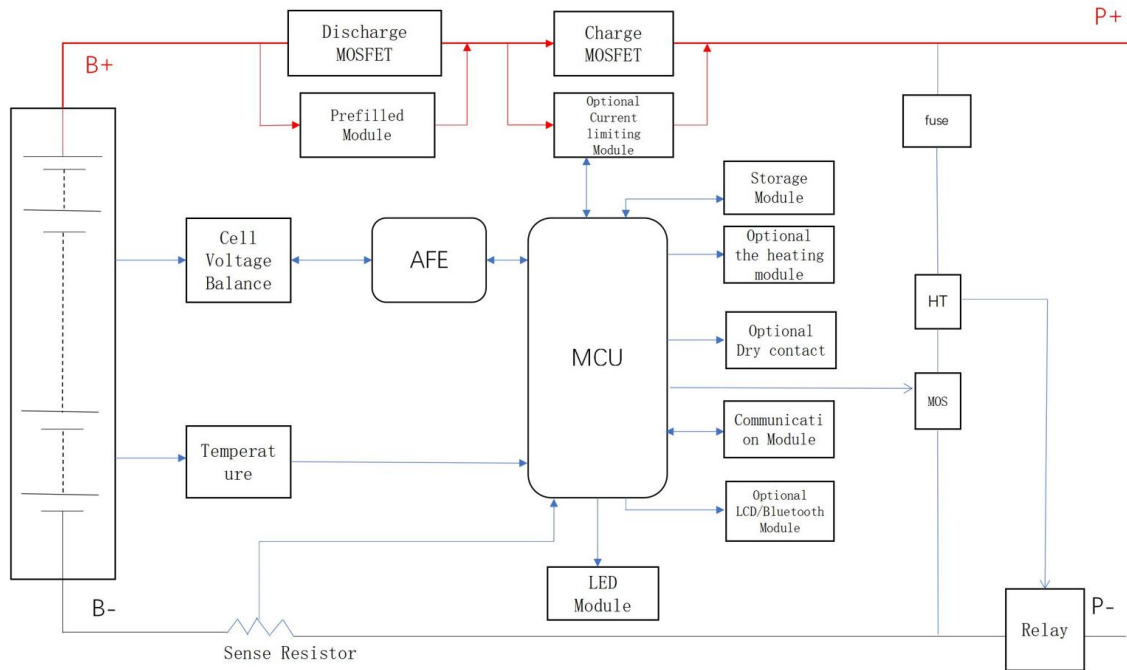 P+
Discharge
MOSFET
Charge
MOSFET
B+
Prefilled
Module
Optional
Current
limiting
Module
fuse
Storage
Module
Cell
Voltage
Balance
AFE
Optional
the heating
module
HT
MCU
Optional
Dry contact
MOS
Communicati
on Module
Temperat
ure
Optional
LCD/Bluetooth
Module
LED
Module
B-
P-
Relay
Sense Resistor